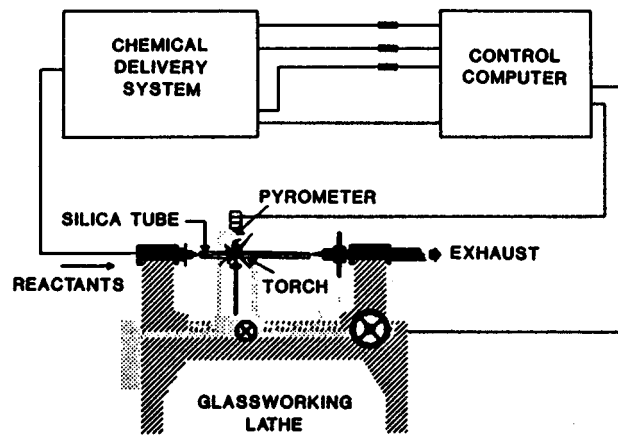 CHEMICAL
DELIVERY
SYSTEM
CONTROL
COMPUTER
PYROMETER
SILICA TUBE
EXHAUST
REACTANTS
TORCH
GLASSWORKING
LATHE